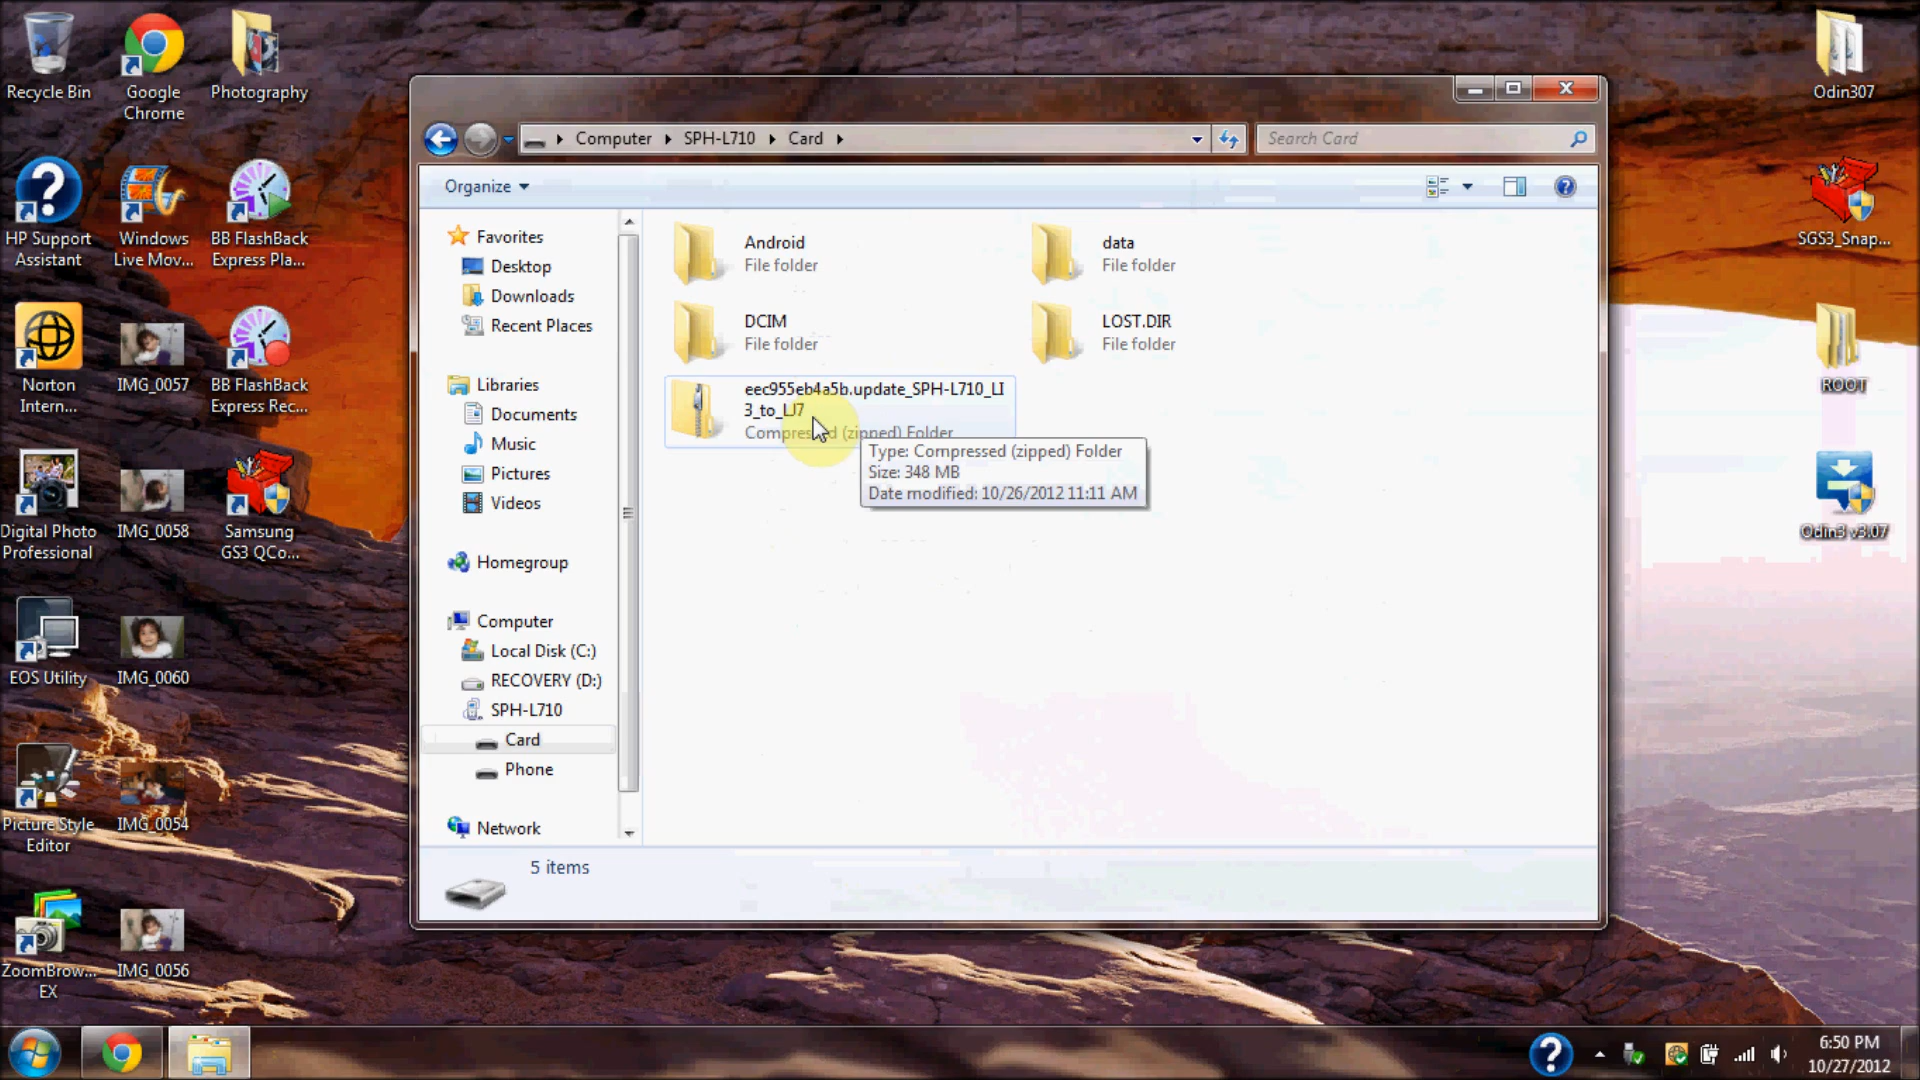 Recycle Bin
Google
Chrome
Photography
HP Support
Assistant
Windows
Live Mov...
BB FlashBack
Express Pla...
Norton
Intern...
IMG_0057
BB FlashBack
Express Rec...
Digital Photo
Professional
IMG_0058
Samsung
GS3 QCo...
EOS Utility
IMG_0060
Picture Style
Editor
IMG_0054
ZoomBrow...
EX
IMG_0056
Computer
SPH-L710
Card
Search Card
Organize
Favorites
Desktop
Downloads
Recent Places
Libraries
Documents
Music
Pictures
Videos
Homegroup
Computer
Local Disk (C:)
RECOVERY (D:)
SPH-L710
Card
Phone
Network
Android
File folder
data
File folder
DCIM
File folder
LOST.DIR
File folder
eec955eb4a5b.update_SPH-L710_LI
3_to_LJ7
Compressed (zipped) Folder
Type: Compressed (zipped) Folder
Size: 348 MB
Date modified: 10/26/2012 11:11 AM
5 items
Odin307
SGS3_Snap...
ROOT
Odin3 v3.07
6:50 PM
10/27/2012